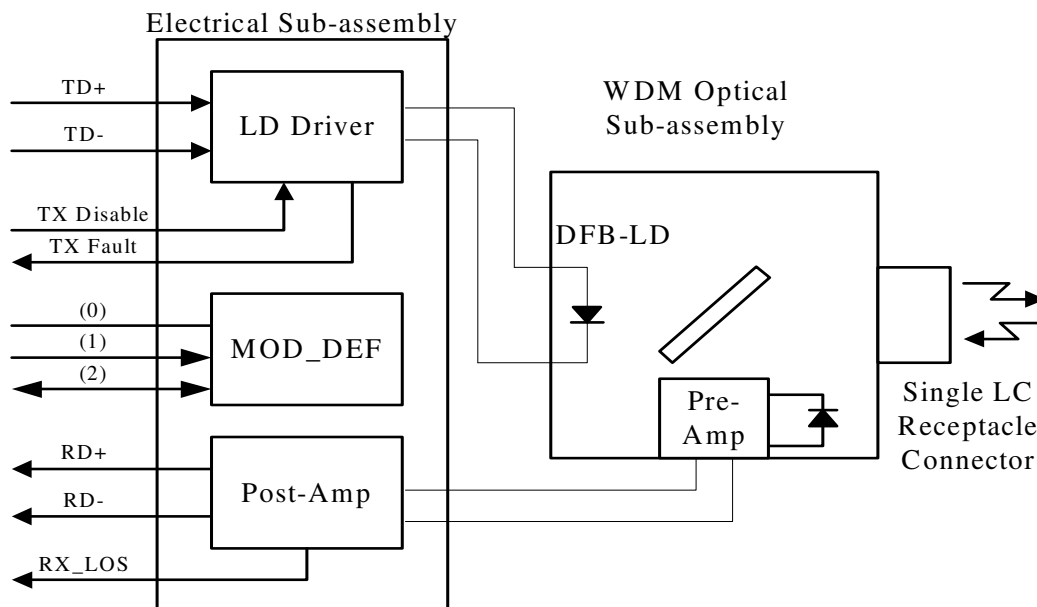 Electrical Sub-assembly
TD+
TD-
LD Driver
TX Disable
TX Fault
(0)
(1)
(2)
MOD_DEF
RD+
RD-
Post-Amp
RX_LOS
WDM Optical
Sub-assembly
DFB-LD
Pre-
Amp
Single LC
Receptacle
Connector